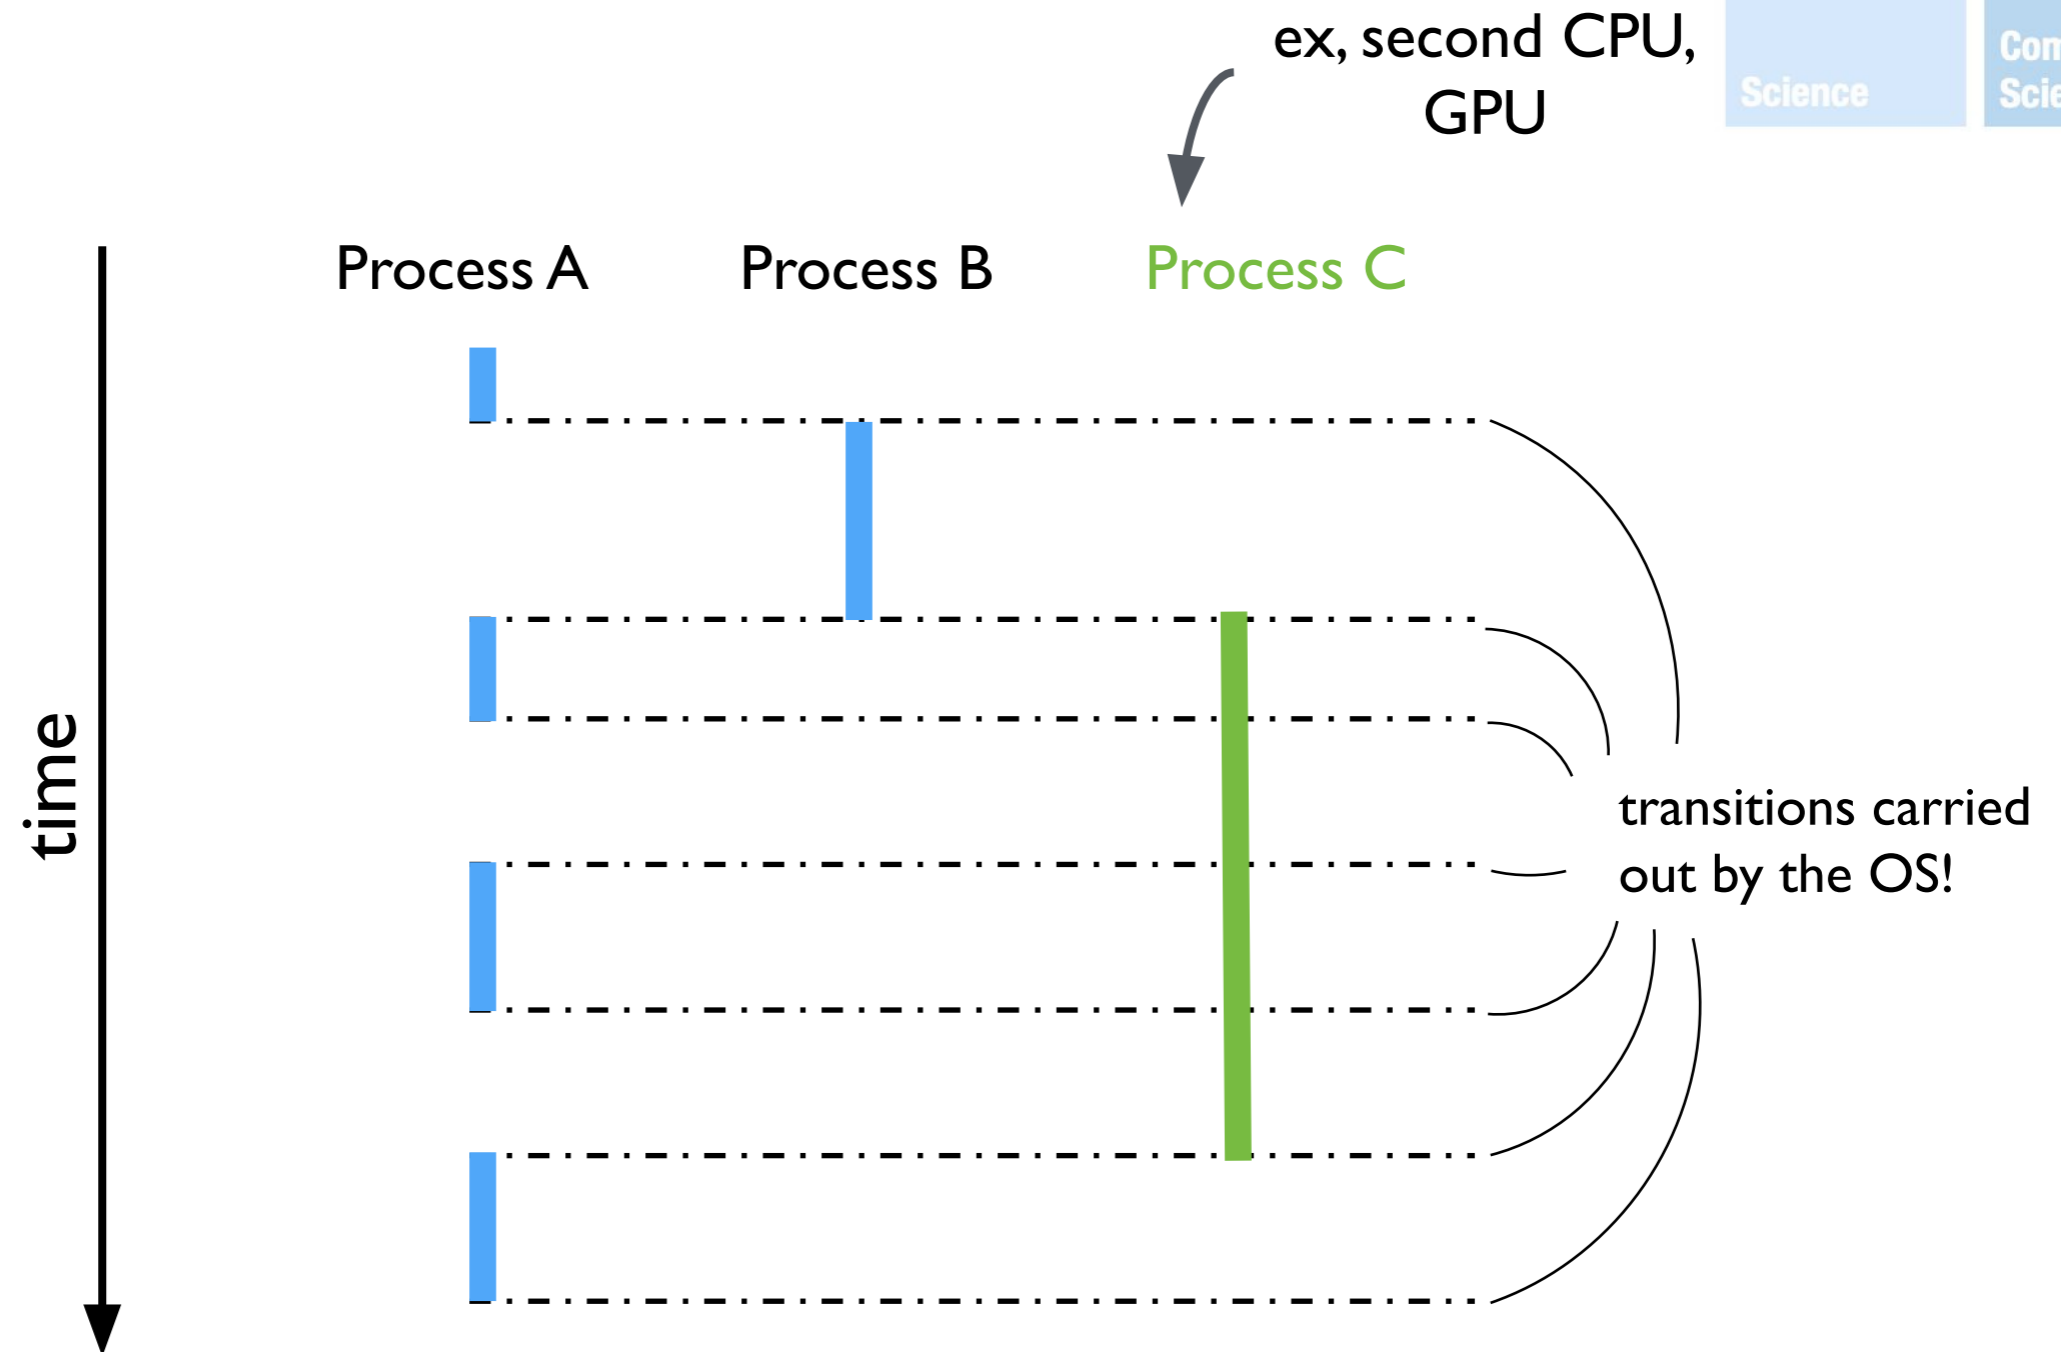 ex, second CPU,
GPU
Science
Process A
Process B
Process C
time
transitions carried
out by the OS!